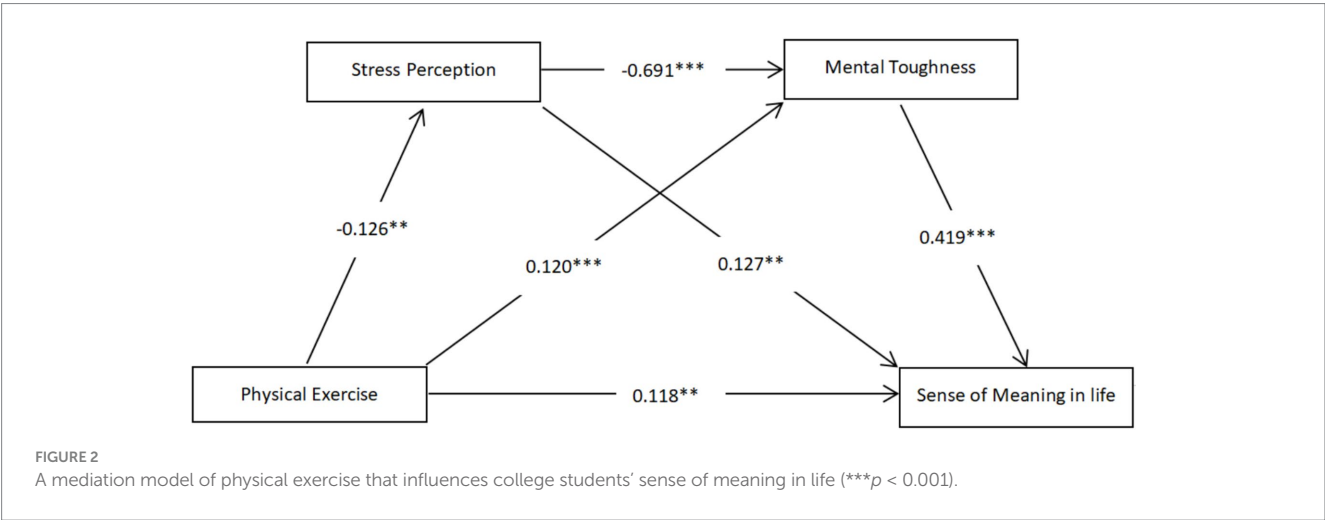 Stress Perception
-0.691***
Mental Toughness
-0.126**
0.120***
0.127**
0.419***
Physical Exercise
0.118**
Sense of Meaning in life
FIGURE 2
A mediation model of physical exercise that influences college students’ sense of meaning in life (***p < 0.001).